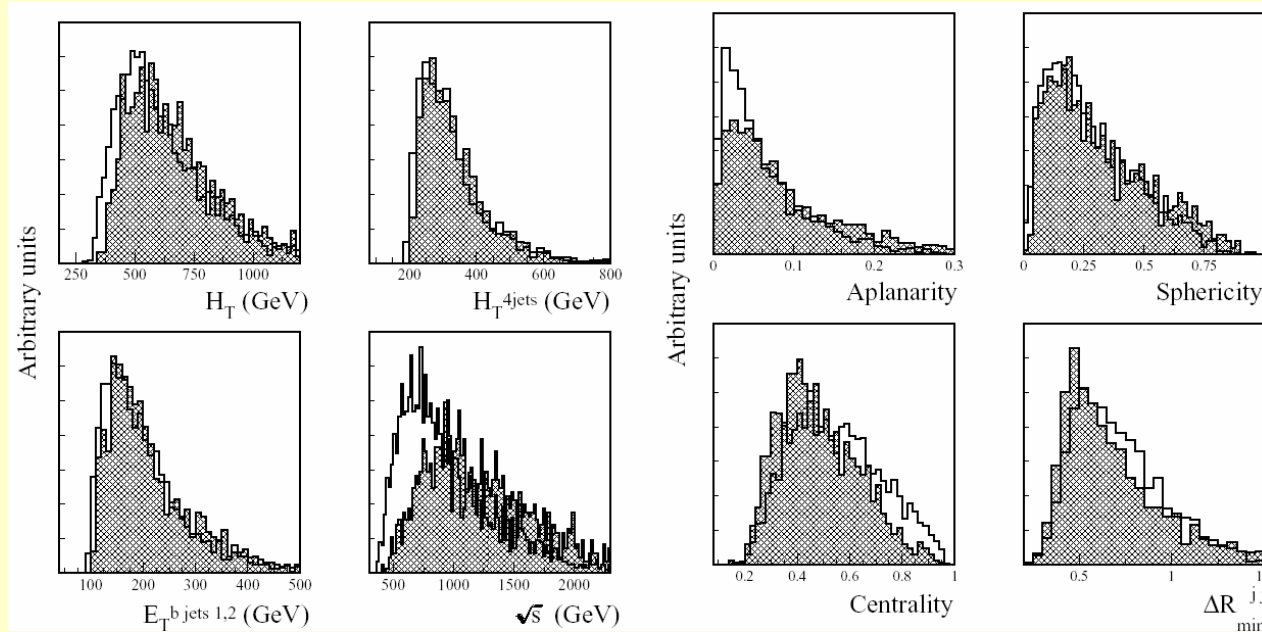 Arbitrary units
250 500 750 1000
H_T (GeV)
200 400 600 800
H_T^4jets (GeV)
100 200 300 400 500
E_T^b jets 1,2 (GeV)
500 1000 1500 2000
√s (GeV)
Arbitrary units
0 0.1 0.2 0.3
Aplanarity
0 0.25 0.5 0.75
Sphericity
0.2 0.4 0.6 0.8 1
Centrality
0.5 1
ΔR min